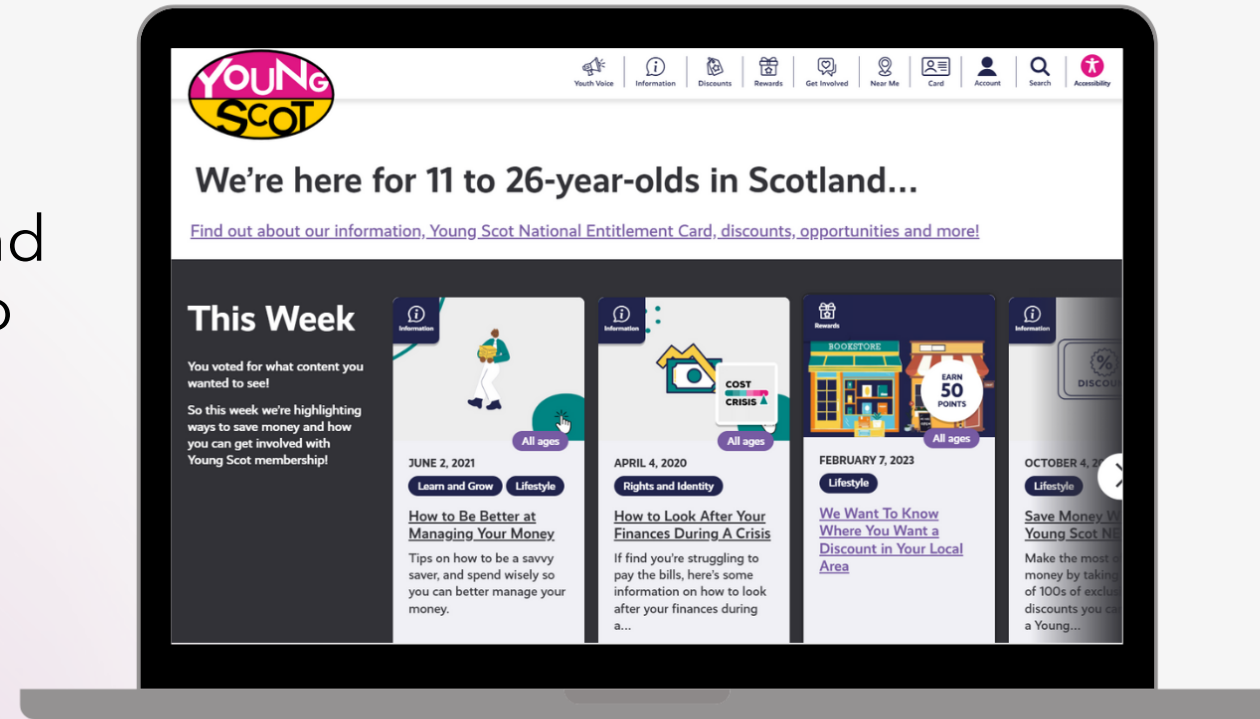 YOUNG
SCOT
Youth Voice
Information
Discounts
Rewards
Get Involved
Near Me
Card
Account
Search
Accessibility
We're here for 11 to 26-year-olds in Scotland...
Find out about our information, Young Scot National Entitlement Card, discounts, opportunities and more!
This Week
You voted for what content you
wanted to see!
So this week we're highlighting
ways to save money and how
you can get involved with
Young Scot membership!
Information
All ages
JUNE 2, 2021
Learn and Grow
Lifestyle
How to Be Better at
Managing Your Money
Tips on how to be a savvy
saver, and spend wisely so
you can better manage your
money.
Information
COST
CRISIS
All ages
APRIL 4, 2020
Rights and Identity
How to Look After Your
Finances During A Crisis
If find you're struggling to
pay the bills, here's some
information on how to look
after your finances during
a...
Rewards
BOOKSTORE
EARN
50
POINTS
All ages
FEBRUARY 7, 2023
Lifestyle
We Want To Know
Where You Want a
Discount in Your Local
Area
Information
%
OCTOBER 4,
Lifestyle
Save Money
Young Scot
Make the most
money by taking
of 100s of
discounts you
a Young...